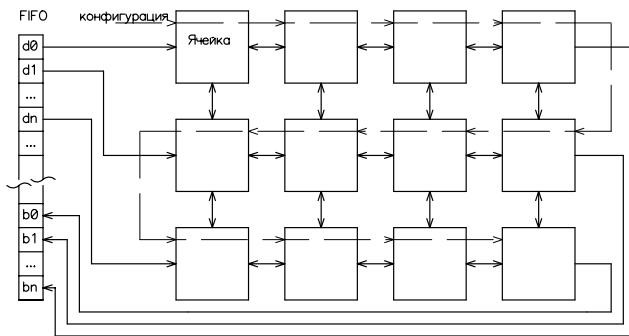 FIFO
конфигурация
d0
Ячейка
d1
...
dn
...
b0
b1
...
bn